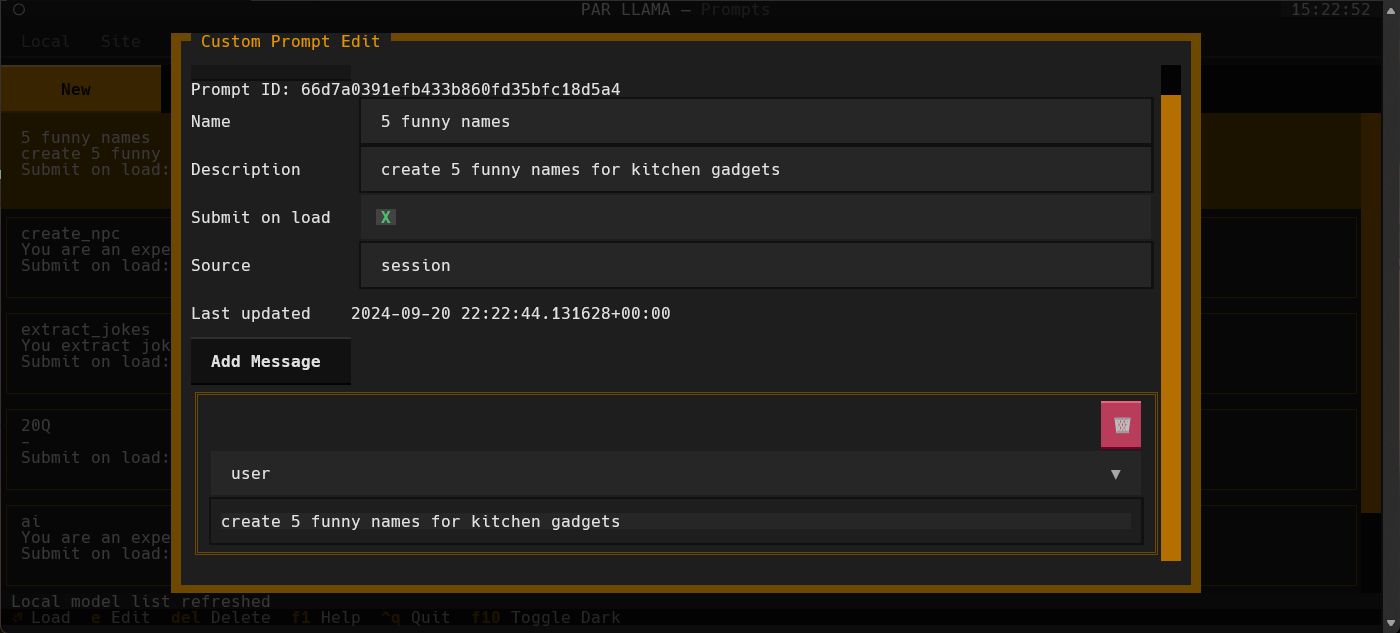 PAR LLAMA — Prompts 15:22:52
Local Site
Custom Prompt Edit
New
Prompt ID: 66d7a0391efb433b860fd35bfc18d5a4
Name 5 funny names
Description create 5 funny names for kitchen gadgets
Submit on load X
Source session
Last updated 2024-09-20 22:22:44.131628+00:00
Add Message
user ▼
create 5 funny names for kitchen gadgets
5 funny names
create 5 funny
Submit on load:
create_npc
You are an expe
Submit on load:
extract_jokes
You extract jok
Submit on load:
20Q
-
Submit on load:
ai
You are an expe
Submit on load:
Local model list refreshed
Load e Edit del Delete f1 Help ^q Quit f10 Toggle Dark